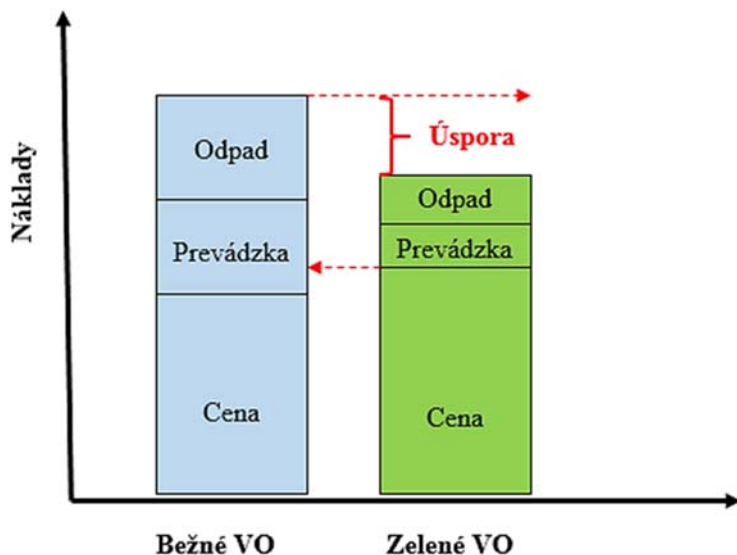 Náklady
Odpad
Prevádzka
Cena
Úspora
Odpad
Prevádzka
Cena
Bežné VO
Zelené VO